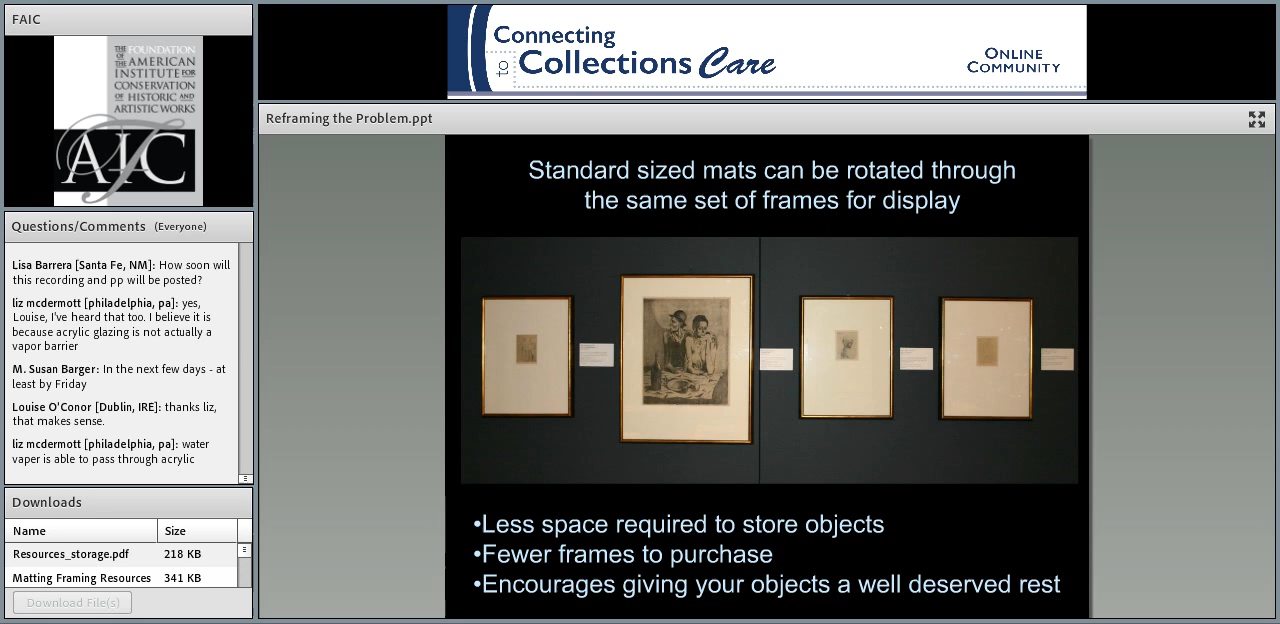 FAIC
THE FOUNDATION
OF THE AMERICAN
INSTITUTE FOR
CONSERVATION
OF HISTORIC AND
ARTISTIC WORKS
AIC
Questions/Comments (Everyone)
Lisa Barrera [Santa Fe, NM]: How soon will
this recording and pp will be posted?
liz mcdermott [philadelphia, pa]: yes,
Louise, I've heard that too. I believe it is
because acrylic glazing is not actually a
vapor barrier
M. Susan Barger: In the next few days - at
least by Friday
Louise O'Conor [Dublin, IRE]: thanks liz,
that makes sense.
liz mcdermott [philadelphia, pa]: water
vaper is able to pass through acrylic
Downloads
Name Size
Resources_storage.pdf 218 KB
Matting Framing Resources 341 KB
Download File(s)
Connecting
to Collections Care
ONLINE
COMMUNITY
Reframing the Problem.ppt
Standard sized mats can be rotated through
the same set of frames for display
•Less space required to store objects
•Fewer frames to purchase
•Encourages giving your objects a well deserved rest